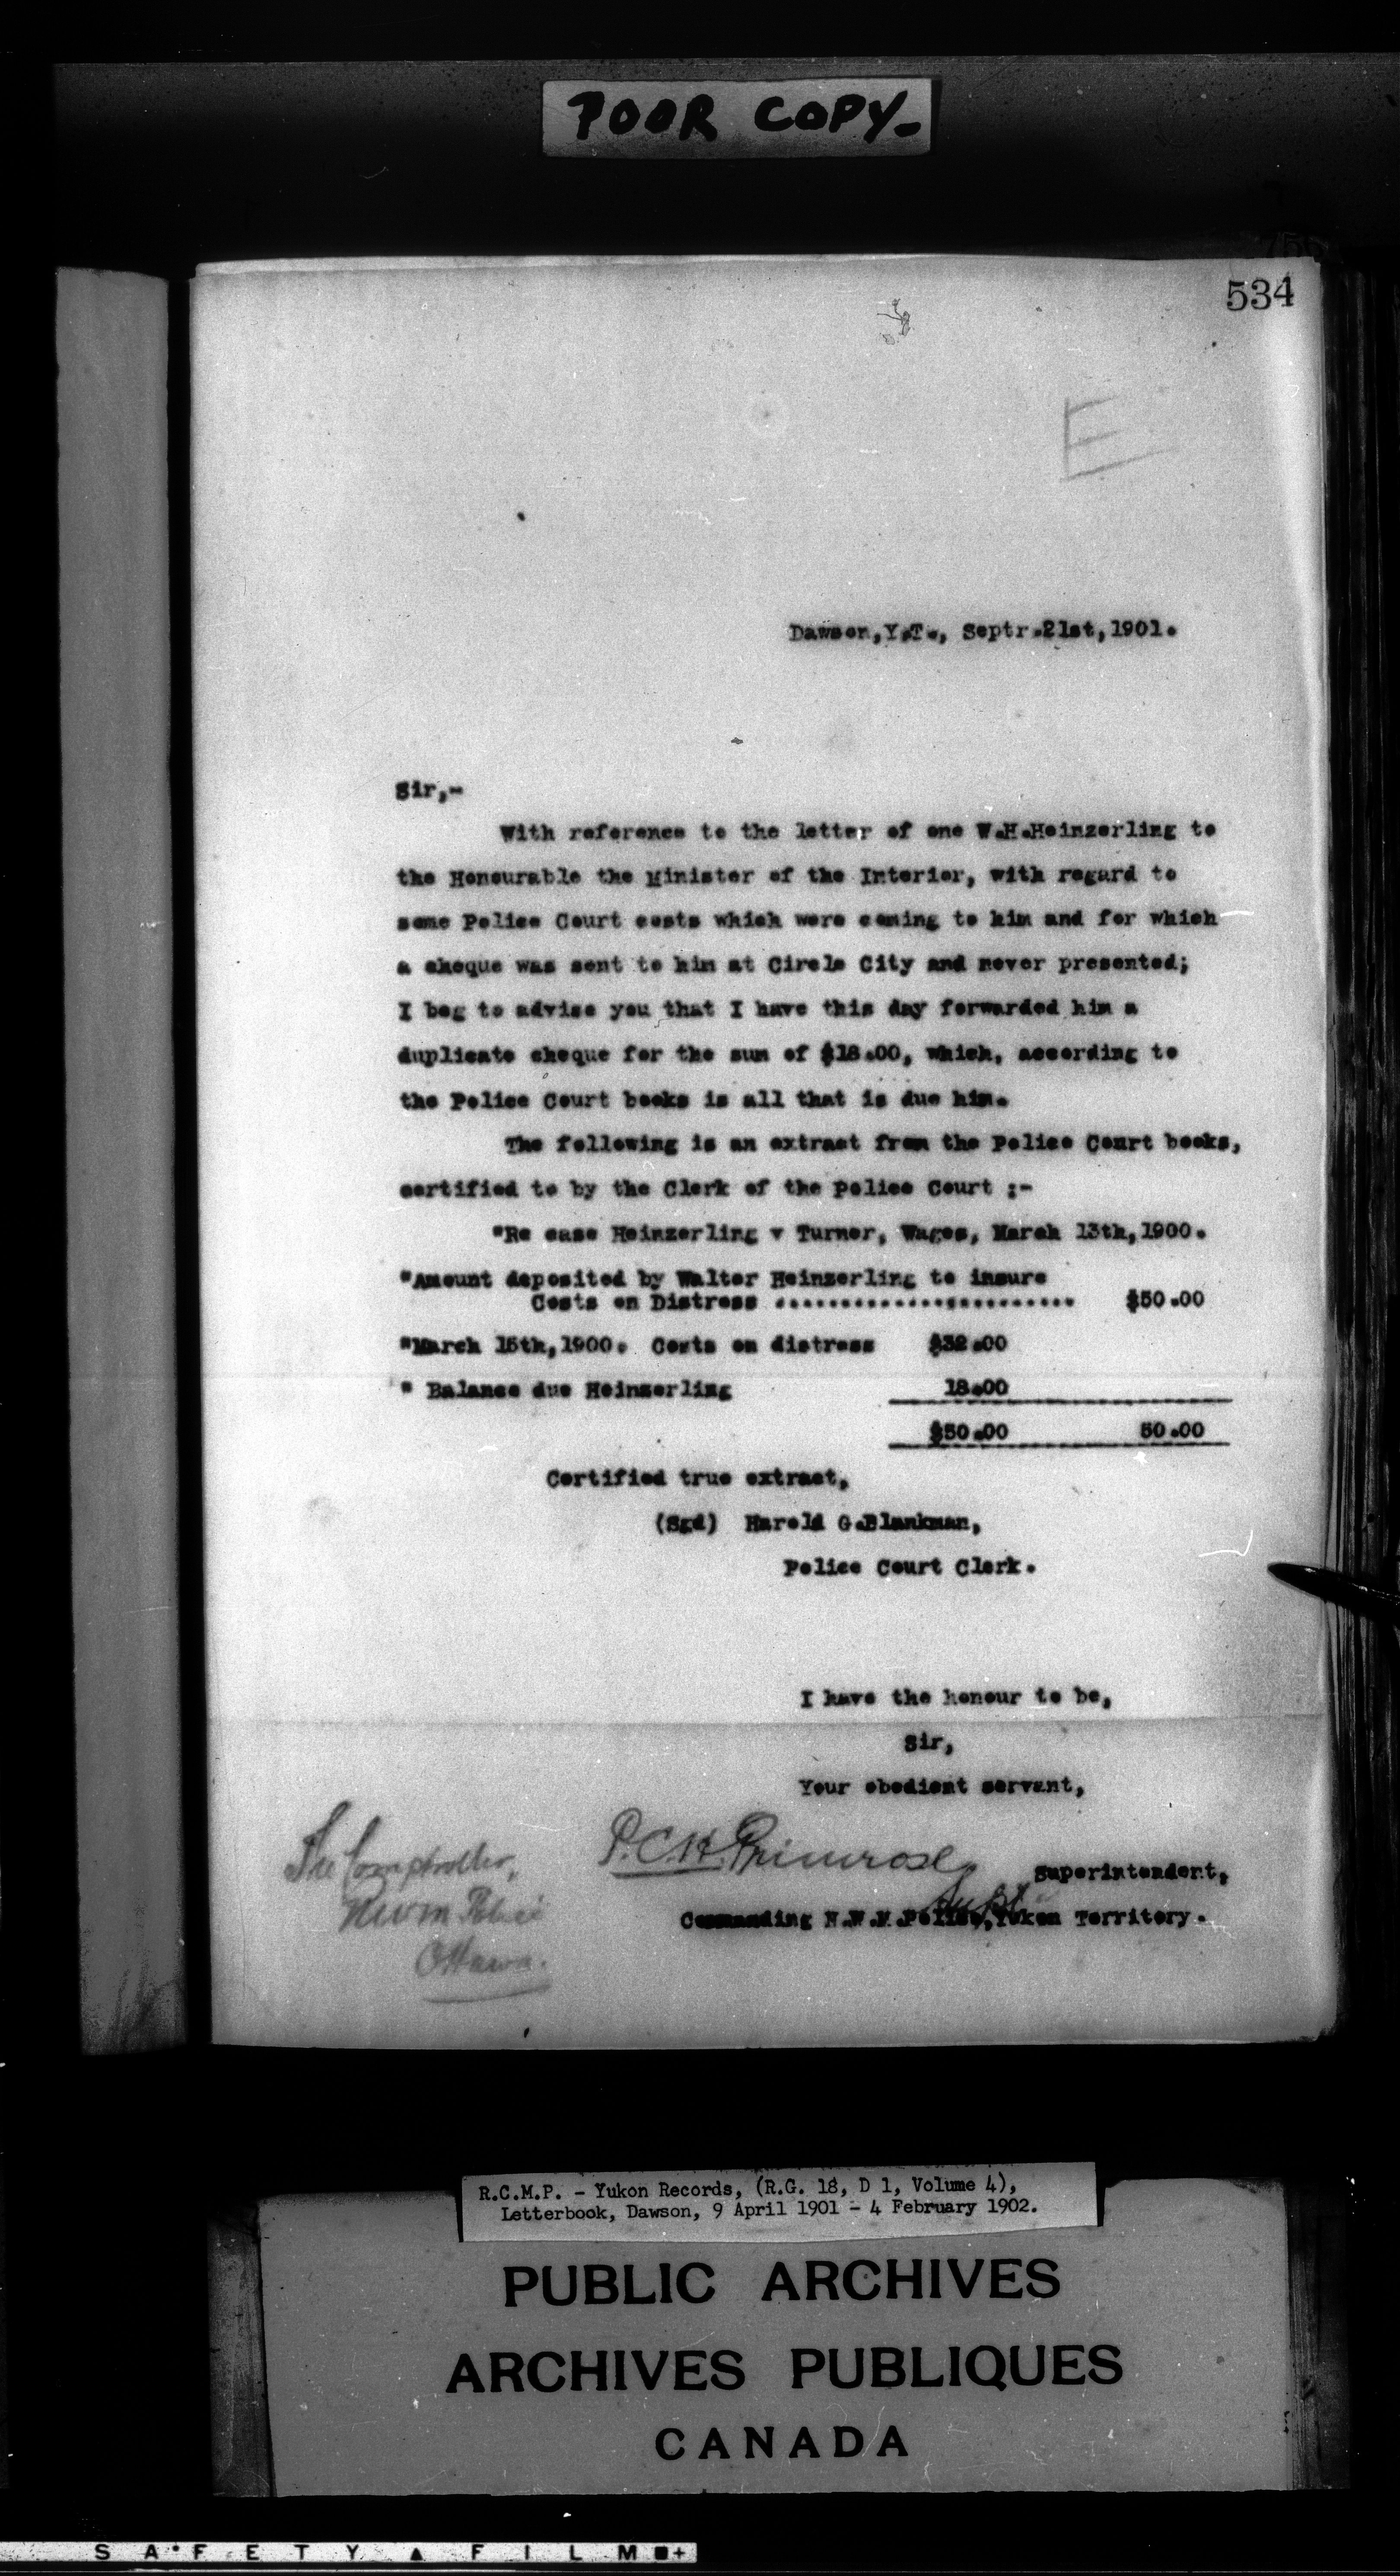 POOR COPY-
534
E
Dawson,Y.T., Septr.21st,1901.
Sir,-
With reference to the letter of one W.H.Heinzerling to
the Honourable the Minister of the Interior, with regard to
some Police Court costs which were coming to him and for which
a cheque was sent to him at Circle City and never presented;
I beg to advise you that I have this day forwarded him a
duplicate cheque for the sum of $18.00, which, according to
the Police Court books is all that is due him.
The following is an extract from the Police Court books,
certified to by the Clerk of the Police Court :-
"Re case Heinzerling v Turner, Wages, March 13th,1900.
"Amount deposited by Walter Heinzerling to insure
Costs on Distress ....................... $50.00
"March 15th,1900. Costs on distress $32.00
" Balance due Heinzerling 18.00
$50.00 50.00
Certified true extract,
(Sgd) Harold G.Blankman,
Police Court Clerk.
I have the honour to be,
Sir,
Your obedient servant,
P.C.H.Primrose
Supt
Superintendent,
Commanding N.W.M.Police,Yukon Territory.
The Comptroller,
NWM Police
Ottawa.
R.C.M.P. - Yukon Records, (R.G. 18, D 1, Volume 4),
Letterbook, Dawson, 9 April 1901 - 4 February 1902.
PUBLIC ARCHIVES
ARCHIVES PUBLIQUES
CANADA
SAFETY ▲ FILM ■ +